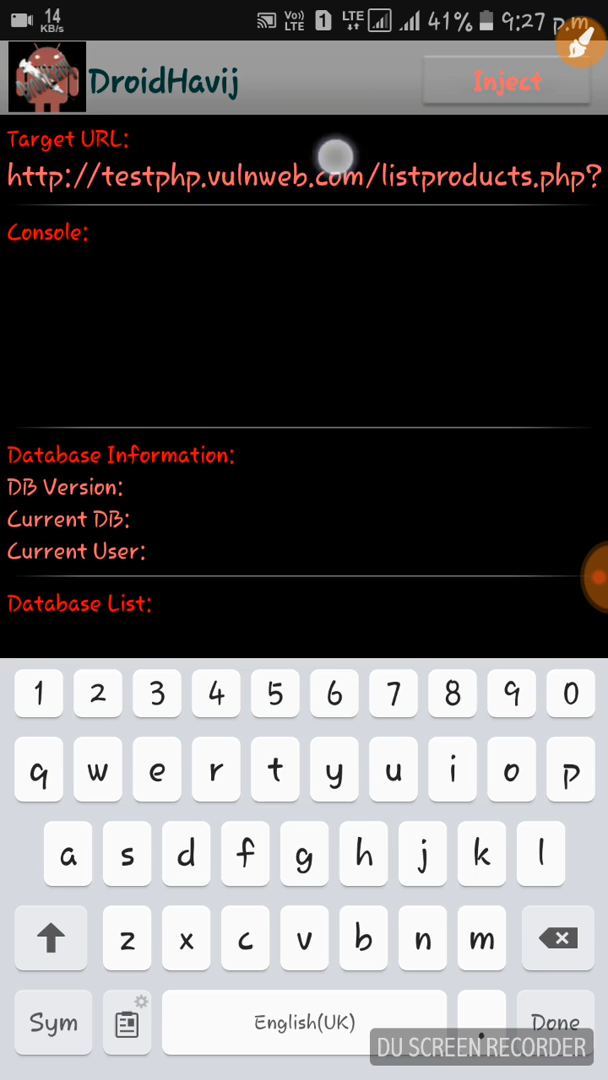 14
KB/s
Vo))
LTE
1
LTE
41%
9:27 p.m
DroidHavij
Inject
Target URL:
http://testphp.vulnweb.com/listproducts.php?
Console:
Database Information:
DB Version:
Current DB:
Current User:
Database List:
1 2 3 4 5 6 7 8 9 0
q w e r t y u i o p
a s d f g h j k l
z x c v b n m
Sym
English(UK)
.
Done
DU SCREEN RECORDER